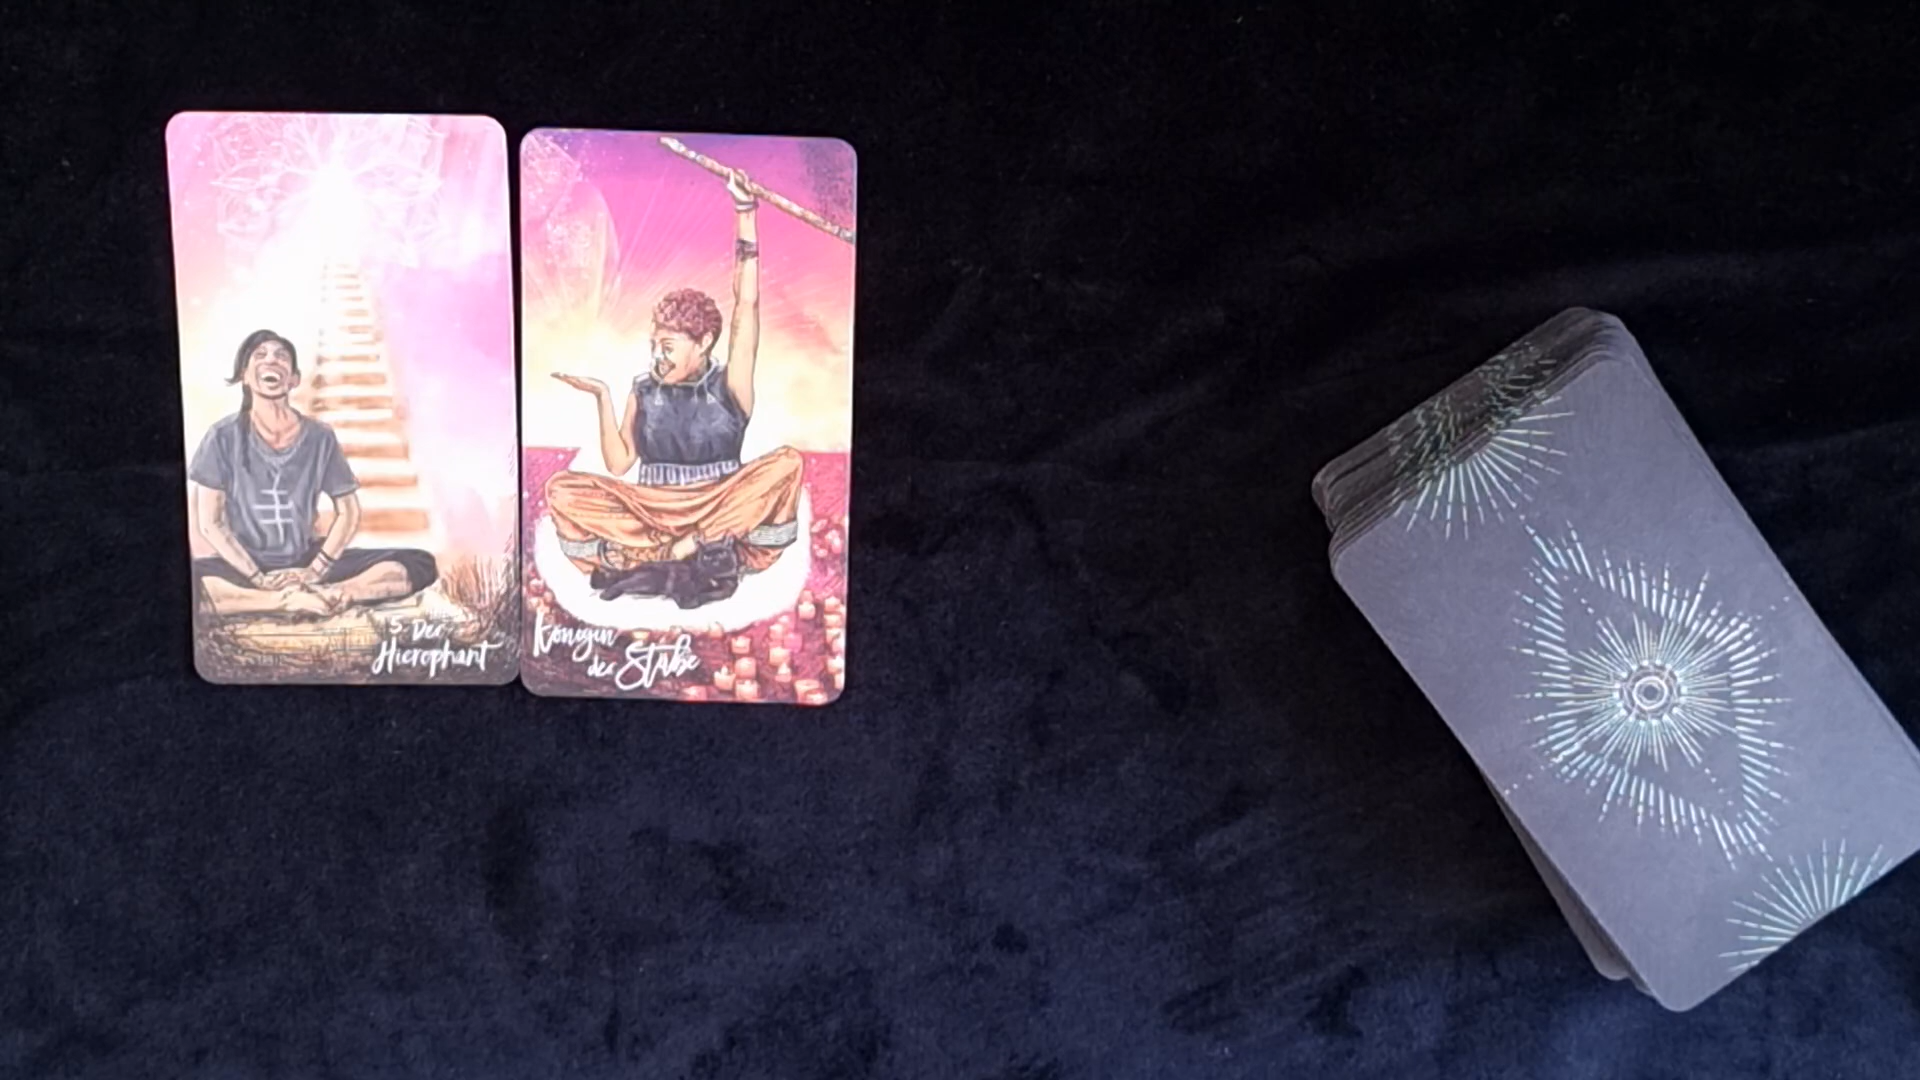 5. Der
Hierophant
Königin
der Stäbe